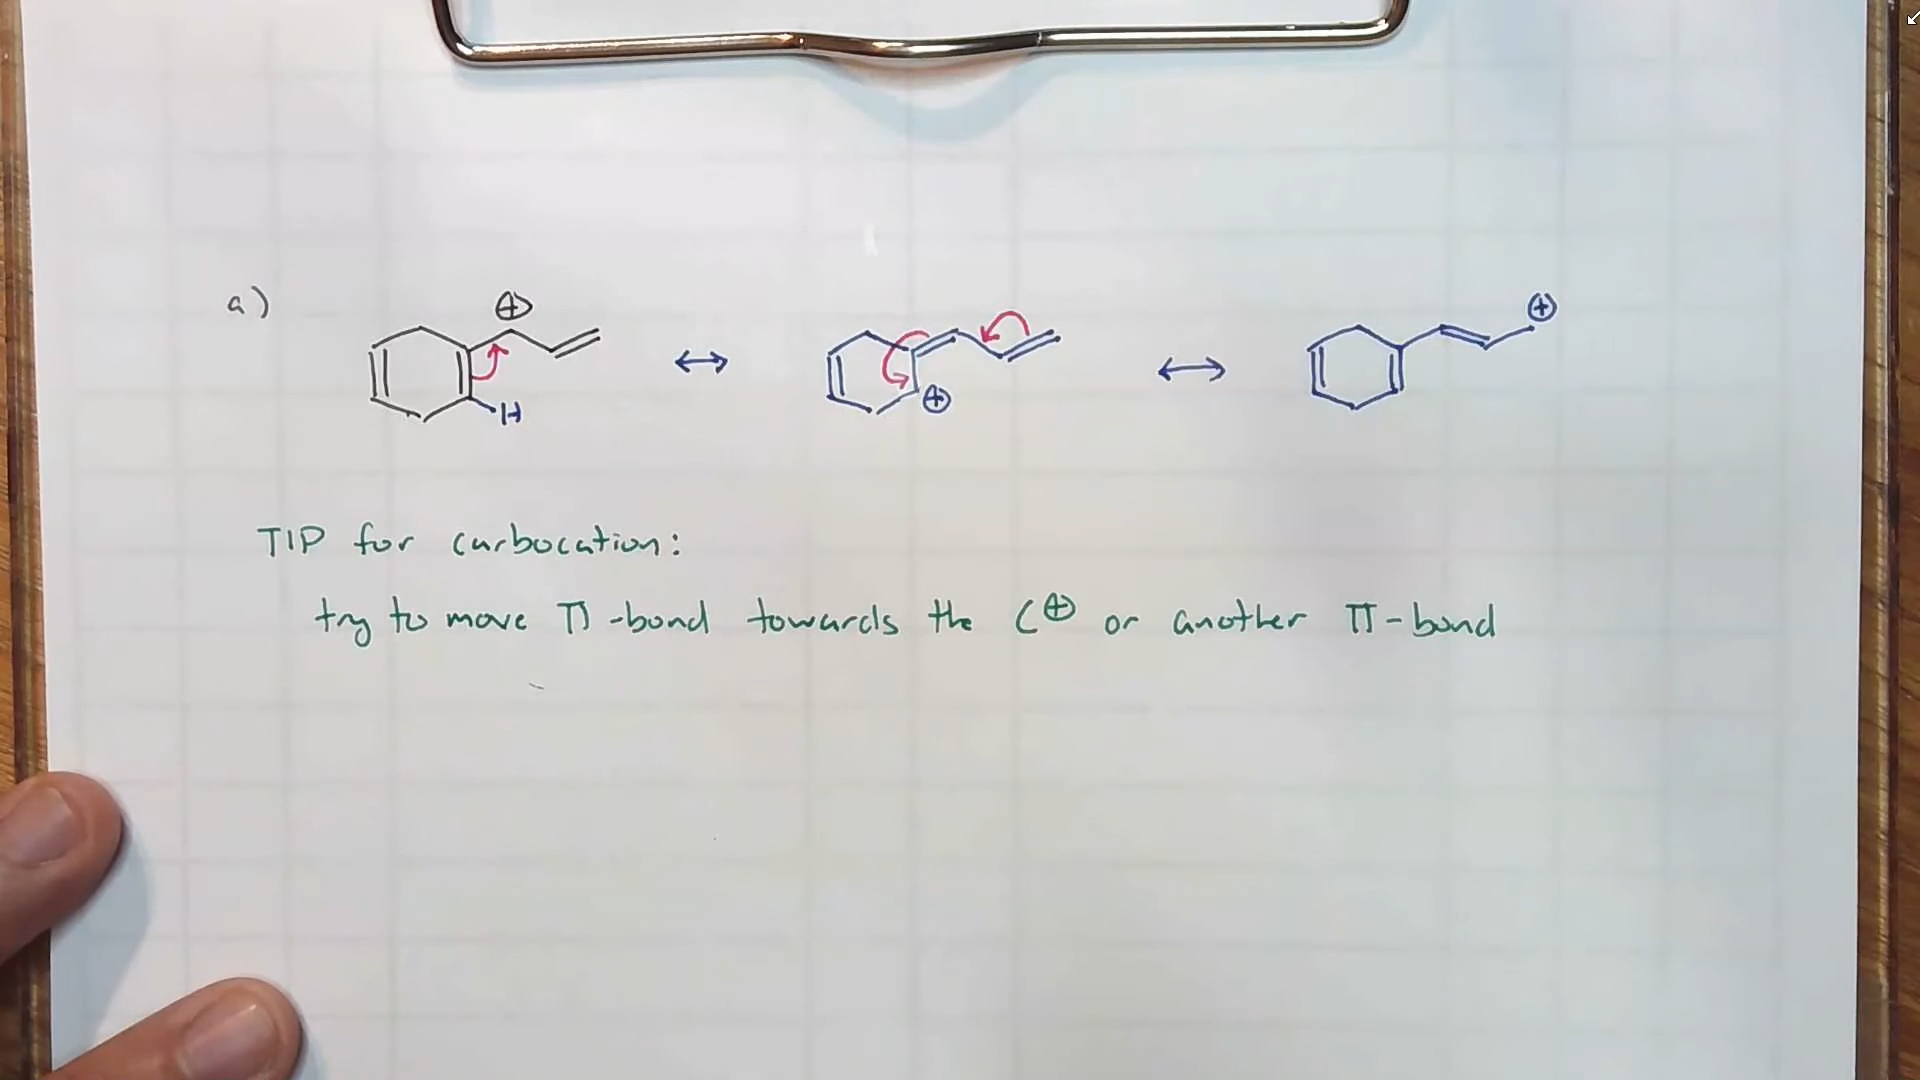 a)
⊕ ⊕
H ⊕
TIP for carbocation:
try to move π-bond towards the C⊕ or another π-bond